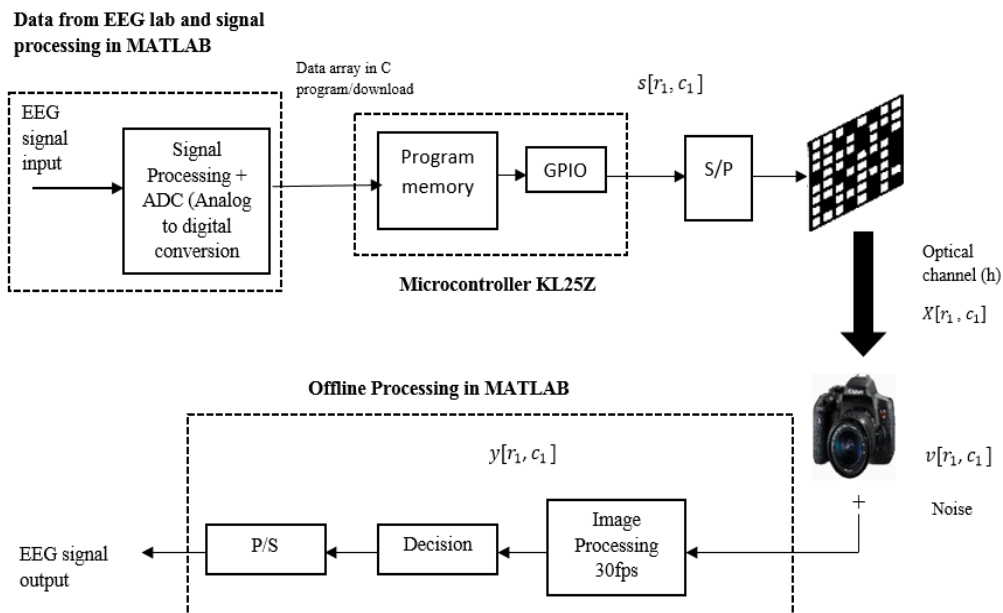 Data from EEG lab and signal
processing in MATLAB
EEG
signal
input
Signal
Processing +
ADC (Analog
to digital
conversion
Data array in C
program/download
Program
memory
GPIO
Microcontroller KL25Z
s[r₁, c₁]
S/P
Optical
channel (h)
X[r₁, c₁]
v[r₁, c₁]
+
Noise
Offline Processing in MATLAB
y[r₁, c₁]
Image
Processing
30fps
Decision
P/S
EEG signal
output